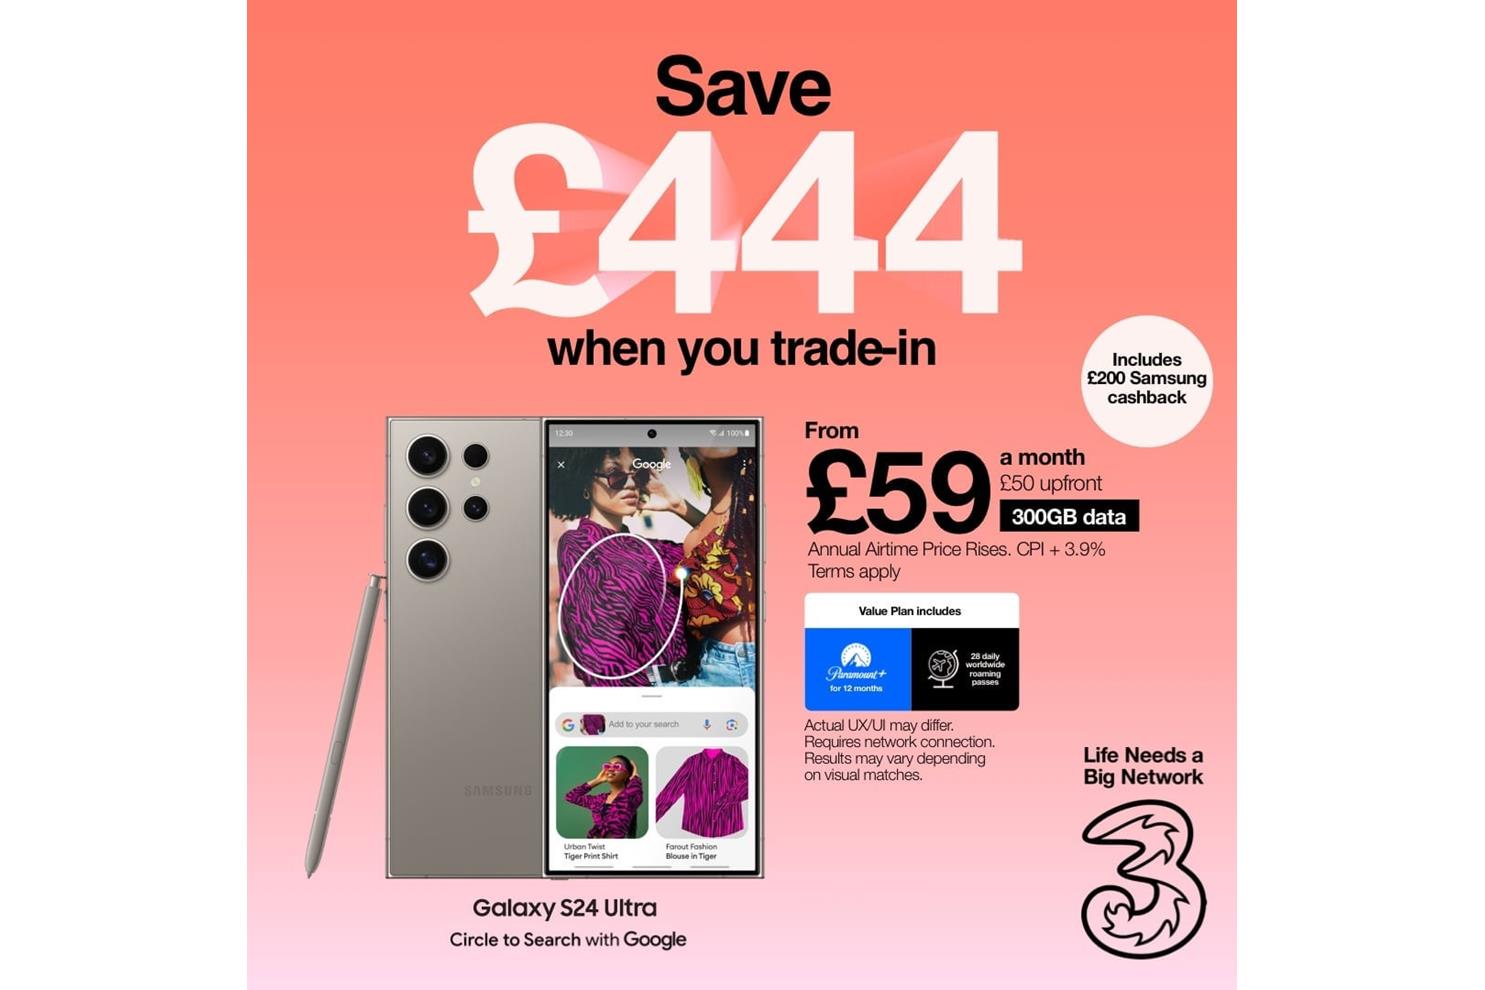 Save
£444
when you trade-in
Includes
£200 Samsung
cashback
From
£59
a month
£50 upfront
300GB data
Annual Airtime Price Rises. CPI + 3.9%
Terms apply
Value Plan includes
Paramount+
for 12 months
28 daily
worldwide
roaming
passes
Actual UX/UI may differ.
Requires network connection.
Results may vary depending
on visual matches.
12:30
100%
Google
G
Add to your search
Urban Twist
Tiger Print Shirt
Farout Fashion
Blouse in Tiger
SAMSUNG
Galaxy S24 Ultra
Circle to Search with Google
Life Needs a
Big Network
3